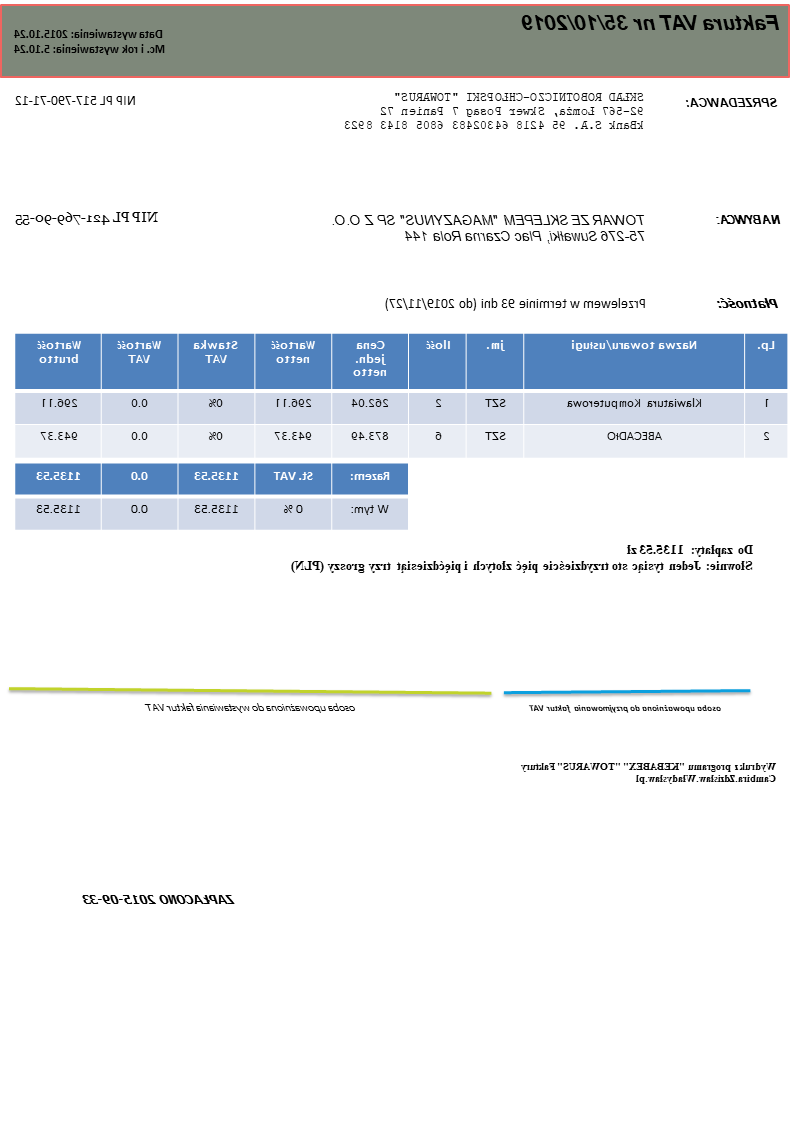 Faktura VAT nr 35/10/2019
Data wystawienia: 2015.10.24
Mc. i rok wystawienia: 5.10.24
SPRZEDAWCA:
SKŁAD ROBOTNICZO-CHŁOPSKI "TOWARUS"
92-567 Łomża, Skwer Posag 7 Panien 72
kBank S.A. 95 4218 64302483 6805 8143 8923
NIP PL 517-790-71-12
NABYWCA:
TOWAR ZE SKLEPEM "MAGAZYNUS" SP Z O.O.
75-276 Suwałki, Plac Czarna Rola 144
NIP PL 421-769-90-55
Płatność:
Przelewem w terminie 93 dni (do 2019/11/27)
Lp. Nazwa towaru/usługi jm. Ilość Cena jedn. netto Wartość netto Stawka VAT Wartość VAT Wartość brutto
1 Klawiatura Komputerowa SZT 2 262.04 296.11 0% 0.0 296.11
2 ABECADŁO SZT 6 873.49 943.37 0% 0.0 943.37
Razem: St. VAT 1135.53 0.0 1135.53
W tym: 0 % 1135.53 0.0 1135.53
Do zapłaty: 1135.53 zł
Słownie: Jeden tysiąc sto trzydzieście pięć złotych i pięćdziesiąt trzy groszy (PLN)
osoba upoważniona do przyjmowania faktur VAT
osoba upoważniona do wystawiania faktur VAT
Wydruk z programu "KEBABEX" "TOWARUS" Faktury
Cambira.Zdzisław.Władysław.pl
ZAPŁACONO 2015-09-33